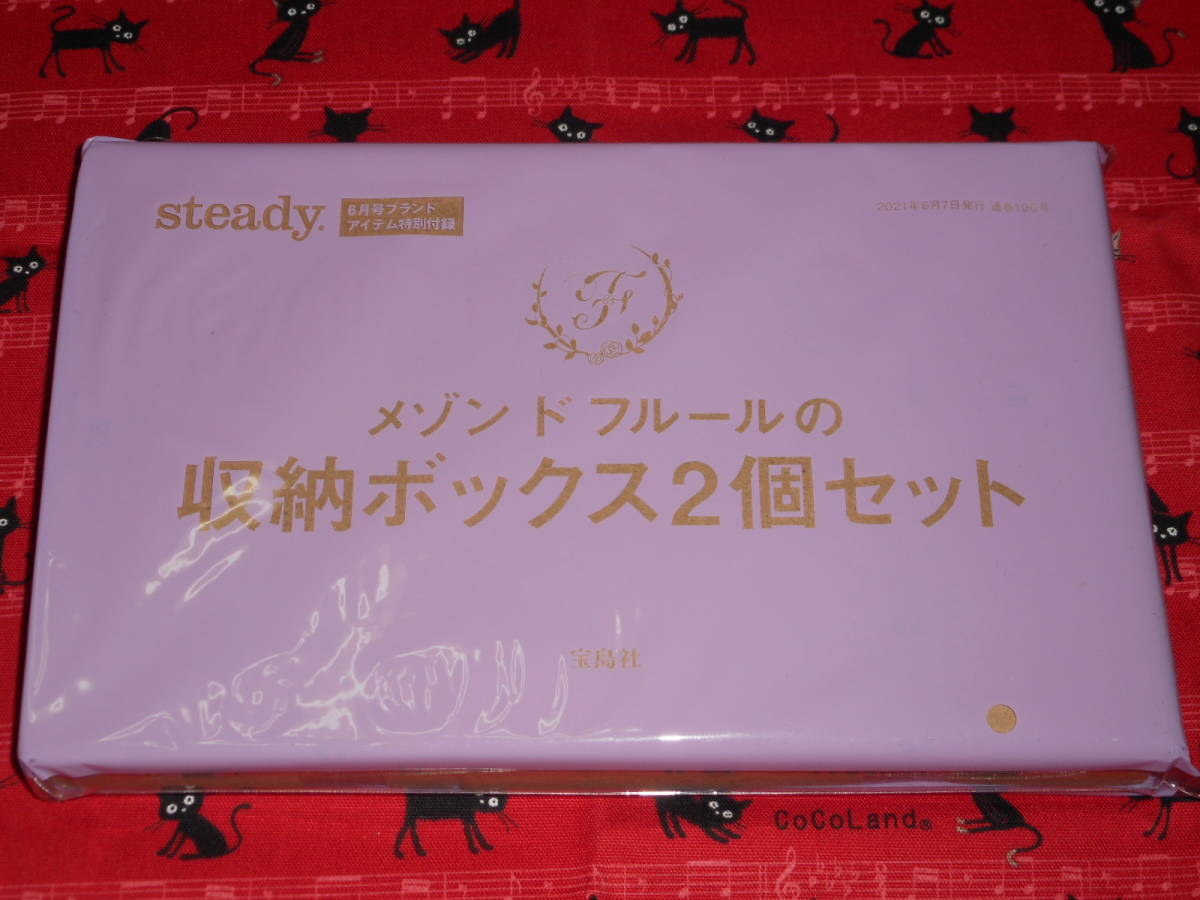 steady.
6月号ブランド
アイテム特別付録
2021年6月7日発行 通巻190号
メゾン ド フルールの
収納ボックス2個セット
宝島社
CoCoLand®